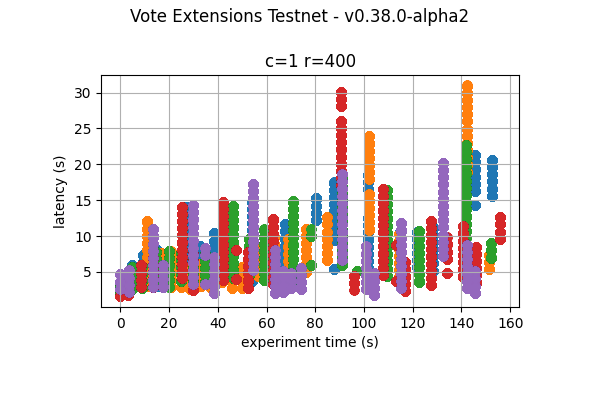 Vote Extensions Testnet - v0.38.0-alpha2
c=1 r=400
30
25
20
15
10
5
latency (s)
0 20 40 60 80 100 120 140 160
experiment time (s)